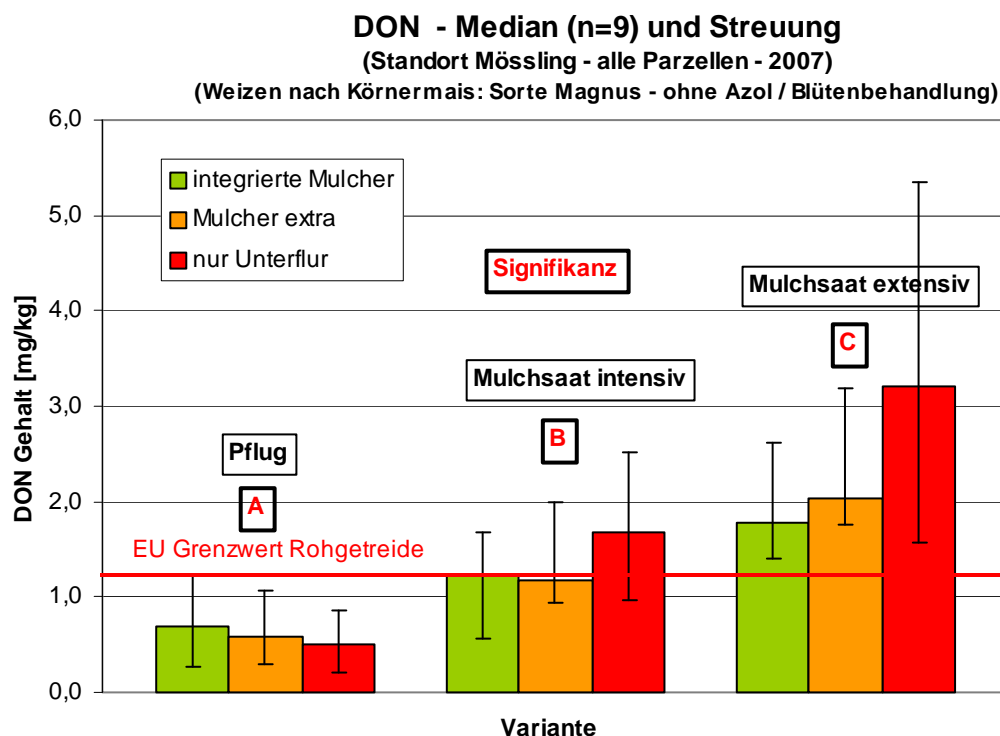 DON - Median (n=9) und Streuung
(Standort Mössling - alle Parzellen - 2007)
(Weizen nach Körnermais: Sorte Magnus - ohne Azol / Blütenbehandlung)
DON Gehalt [mg/kg]
6,0
5,0
4,0
3,0
2,0
1,0
0,0
integrierte Mulcher
Mulcher extra
nur Unterflur
Signifikanz
Mulchsaat extensiv
C
Mulchsaat intensiv
B
Pflug
A
EU Grenzwert Rohgetreide
Variante